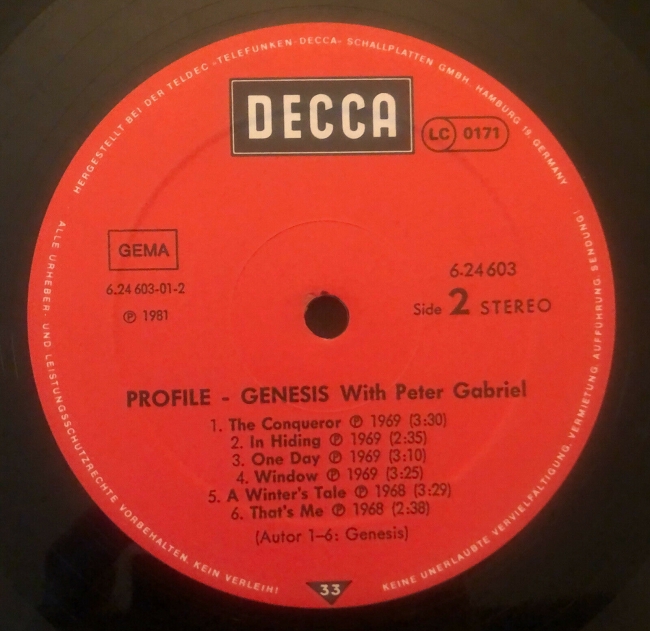 HERGESTELLT BEI DER TELDEC »TELEFUNKEN-DECCA« SCHALLPLATTEN GMBH, HAMBURG 19, GERMANY
DECCA
LC 0171
GEMA
6.24 603-01-2
℗ 1981
6.24 603
Side 2 STEREO
PROFILE - GENESIS With Peter Gabriel
1. The Conqueror ℗ 1969 (3:30)
2. In Hiding ℗ 1969 (2:35)
3. One Day ℗ 1969 (3:10)
4. Window ℗ 1969 (3:25)
5. A Winter's Tale ℗ 1968 (3:29)
6. That's Me ℗ 1968 (2:38)
(Autor 1–6: Genesis)
33
ALLE URHEBER- UND LEISTUNGSSCHUTZRECHTE VORBEHALTEN. KEIN VERLEIH! KEINE UNERLAUBTE VERVIELFÄLTIGUNG, VERMIETUNG, AUFFÜHRUNG, SENDUNG!